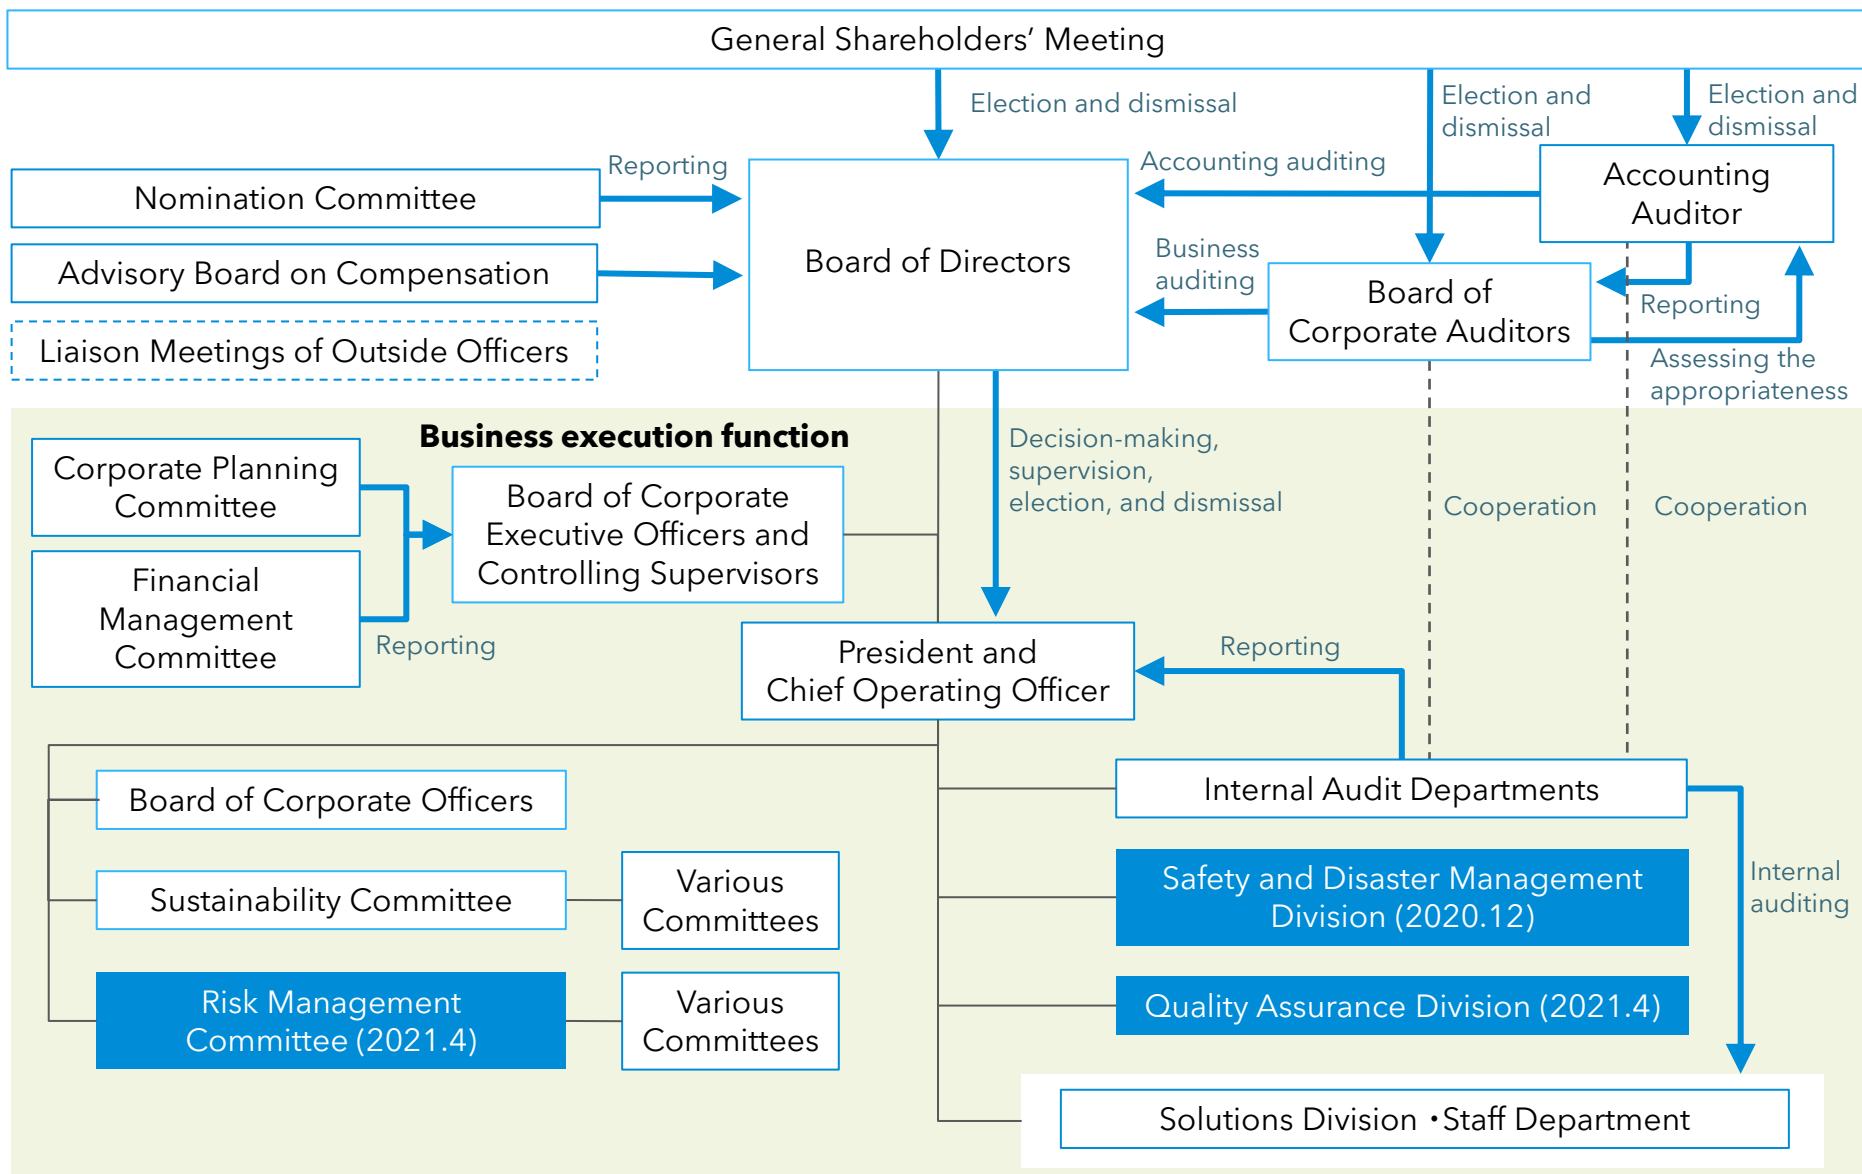 General Shareholders’ Meeting
Election and dismissal
Election and
dismissal
Election and
dismissal
Reporting
Nomination Committee
Advisory Board on Compensation
Liaison Meetings of Outside Officers
Board of Directors
Accounting auditing
Business
auditing
Accounting
Auditor
Board of
Corporate Auditors
Reporting
Assessing the
appropriateness
Business execution function
Corporate Planning
Committee
Financial
Management
Committee
Reporting
Board of Corporate
Executive Officers and
Controlling Supervisors
Decision-making,
supervision,
election, and dismissal
Cooperation
Cooperation
President and
Chief Operating Officer
Reporting
Board of Corporate Officers
Sustainability Committee
Various
Committees
Risk Management
Committee (2021.4)
Various
Committees
Internal Audit Departments
Safety and Disaster Management
Division (2020.12)
Internal
auditing
Quality Assurance Division (2021.4)
Solutions Division ・Staff Department